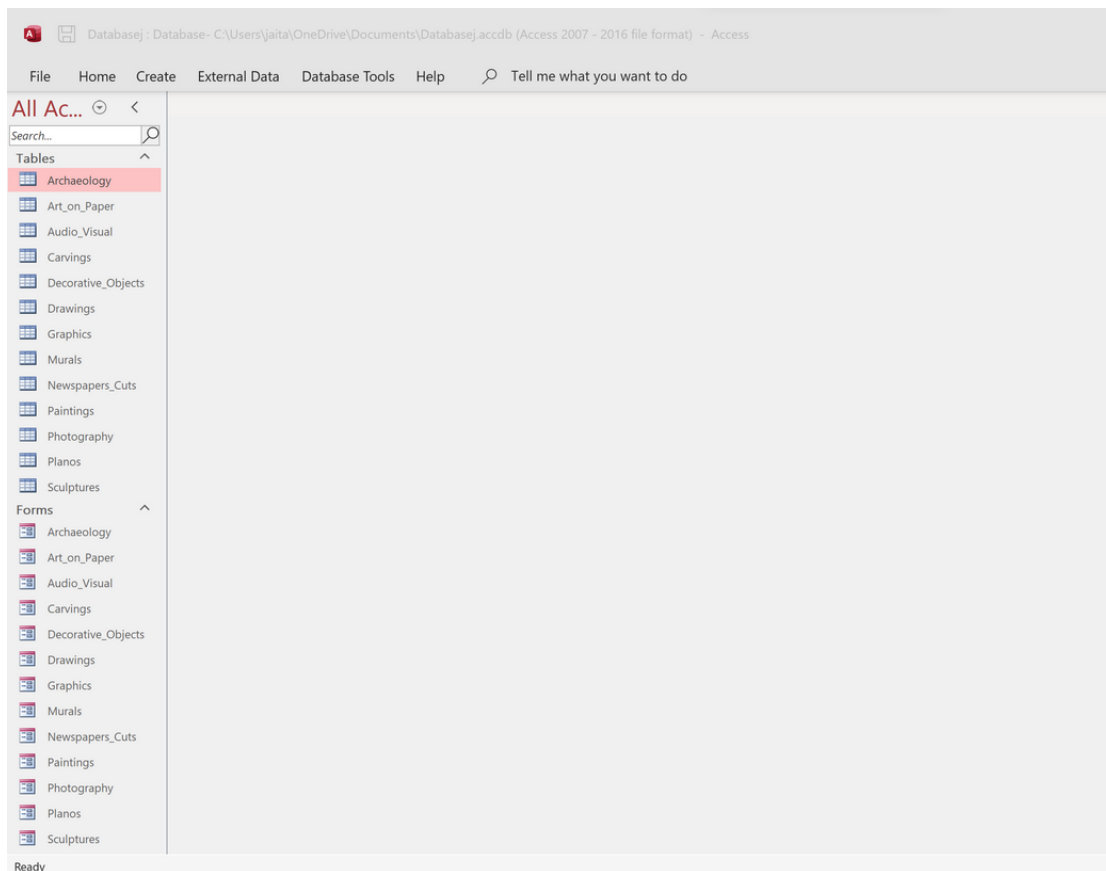 Databasej : Database- C:\Users\jaita\OneDrive\Documents\Databasej.accdb (Access 2007 - 2016 file format) - Access
File Home Create External Data Database Tools Help Tell me what you want to do
All Ac...
Search...
Tables
Archaeology
Art_on_Paper
Audio_Visual
Carvings
Decorative_Objects
Drawings
Graphics
Murals
Newspapers_Cuts
Paintings
Photography
Planos
Sculptures
Forms
Archaeology
Art_on_Paper
Audio_Visual
Carvings
Decorative_Objects
Drawings
Graphics
Murals
Newspapers_Cuts
Paintings
Photography
Planos
Sculptures
Ready